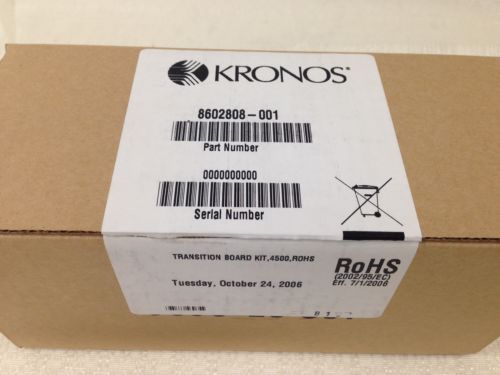 KRONOS®
8602808-001
Part Number
0000000000
Serial Number
TRANSITION BOARD KIT,4500,ROHS
Tuesday, October 24, 2006
RoHS
(2002/95/EC)
Eff. 7/1/2006